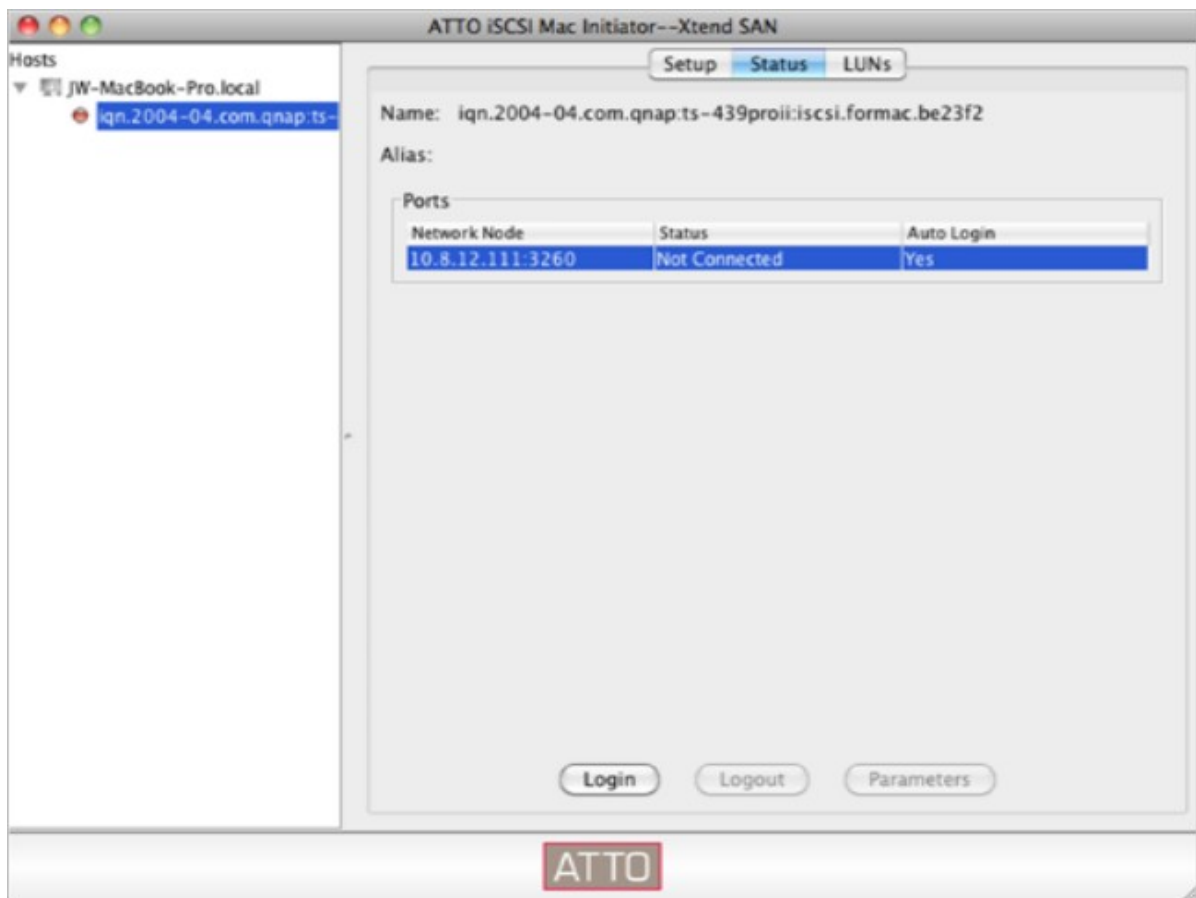 ATTO iSCSI Mac Initiator--Xtend SAN
Hosts
JW-MacBook-Pro.local
iqn.2004-04.com.qnap:ts-
Setup Status LUNs
Name: iqn.2004-04.com.qnap:ts-439proii:iscsi.formac.be23f2
Alias:
Ports
Network Node Status Auto Login
10.8.12.111:3260 Not Connected Yes
Login Logout Parameters
ATTO